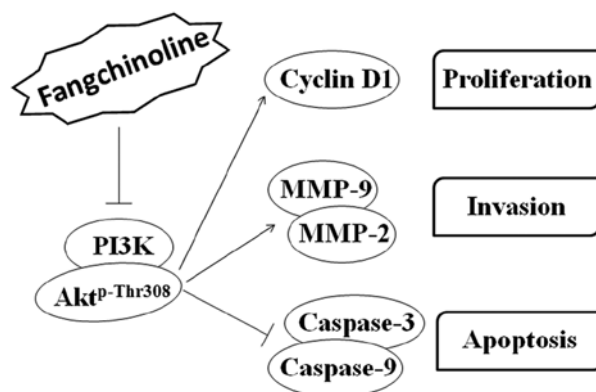 Fangchinoline
Cyclin D1
Proliferation
MMP-9
MMP-2
Invasion
PI3K
Aktp-Thr308
Caspase-3
Caspase-9
Apoptosis